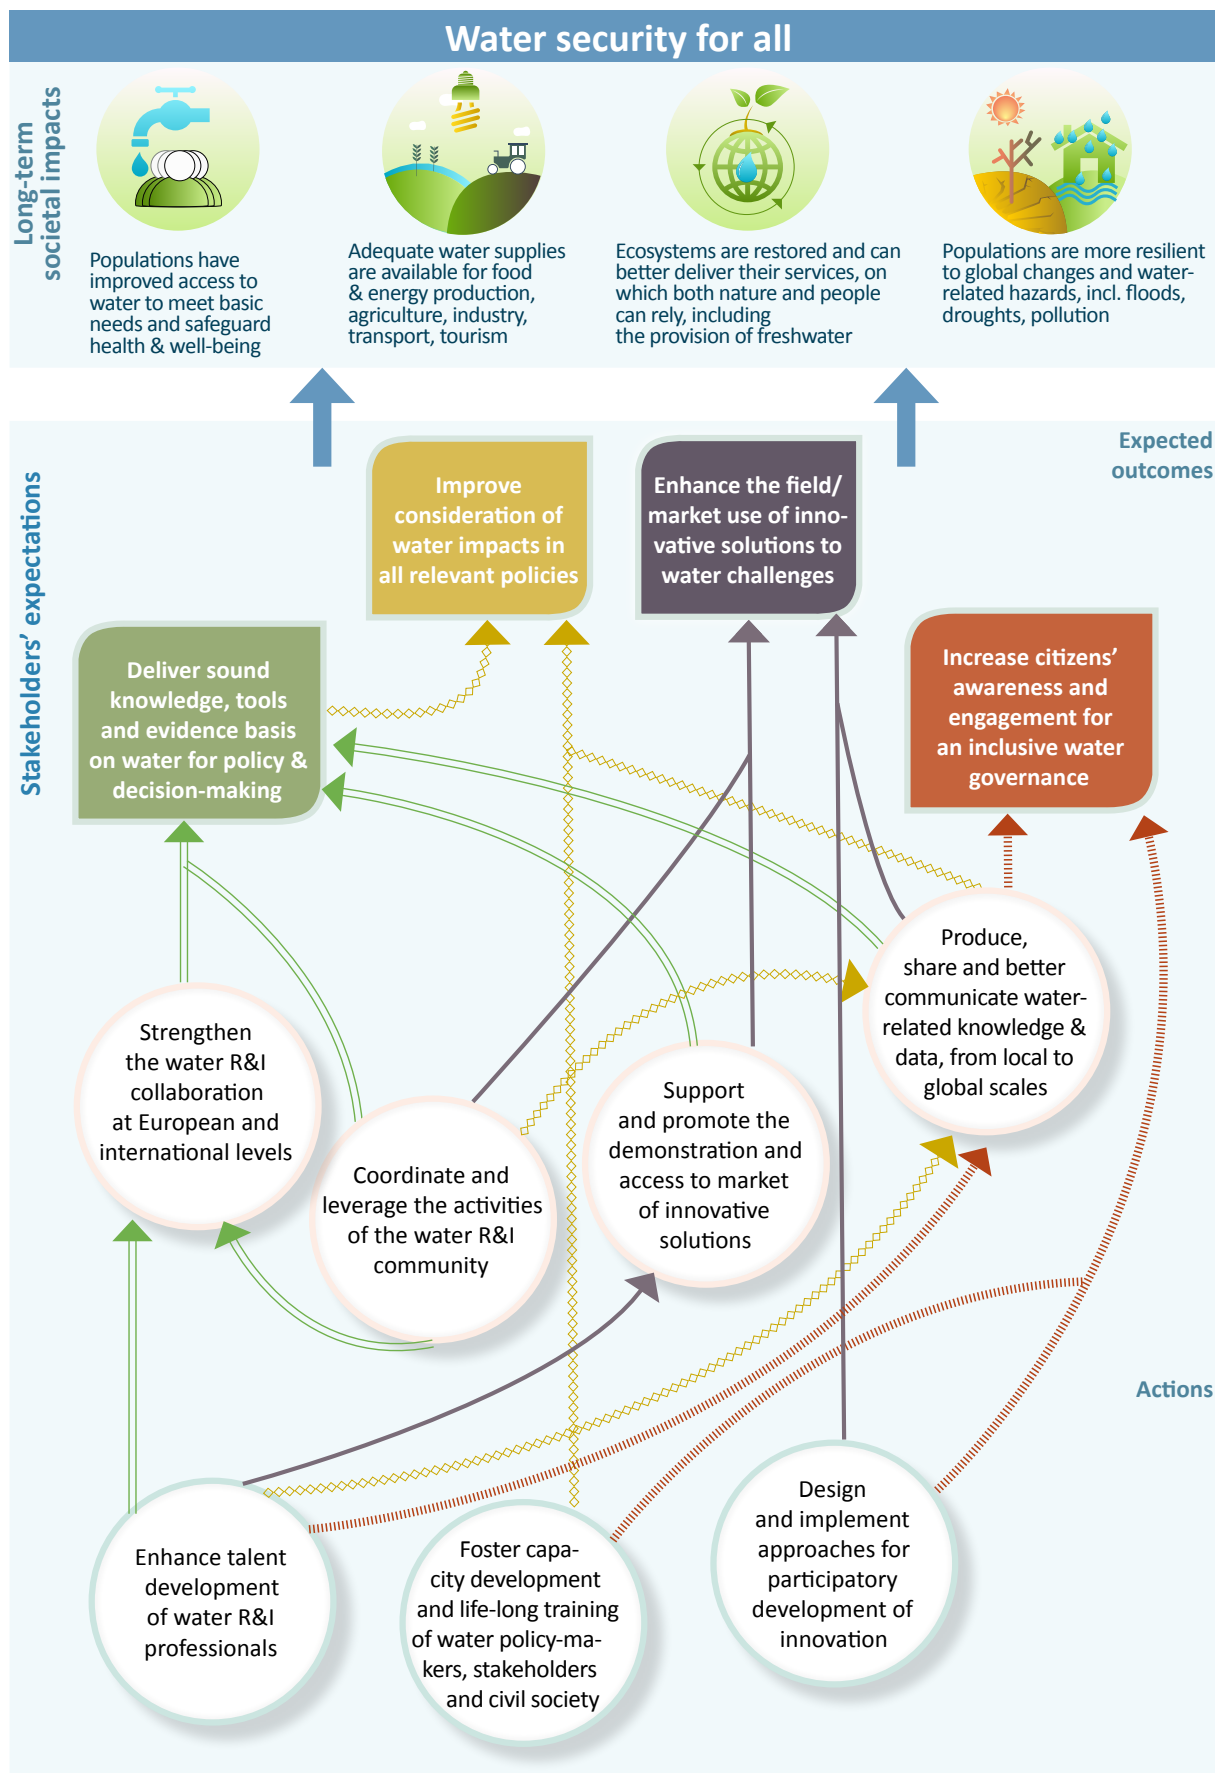 Water security for all
Long-term
societal impacts
Populations have
improved access to
water to meet basic
needs and safeguard
health & well-being
Adequate water supplies
are available for food
& energy production,
agriculture, industry,
transport, tourism
Ecosystems are restored and can
better deliver their services, on
which both nature and people
can rely, including
the provision of freshwater
Populations are more resilient
to global changes and water-
related hazards, incl. floods,
droughts, pollution
Stakeholders' expectations
Expected
outcomes
Improve
consideration of
water impacts in
all relevant policies
Enhance the field/
market use of inno-
vative solutions to
water challenges
Deliver sound
knowledge, tools
and evidence basis
on water for policy &
decision-making
Increase citizens'
awareness and
engagement for
an inclusive water
governance
Produce,
share and better
communicate water-
related knowledge &
data, from local to
global scales
Strengthen
the water R&I
collaboration
at European and
international levels
Coordinate and
leverage the activities
of the water R&I
community
Support
and promote the
demonstration and
access to market
of innovative
solutions
Actions
Enhance talent
development
of water R&I
professionals
Foster capa-
city development
and life-long training
of water policy-ma-
kers, stakeholders
and civil society
Design
and implement
approaches for
participatory
development of
innovation